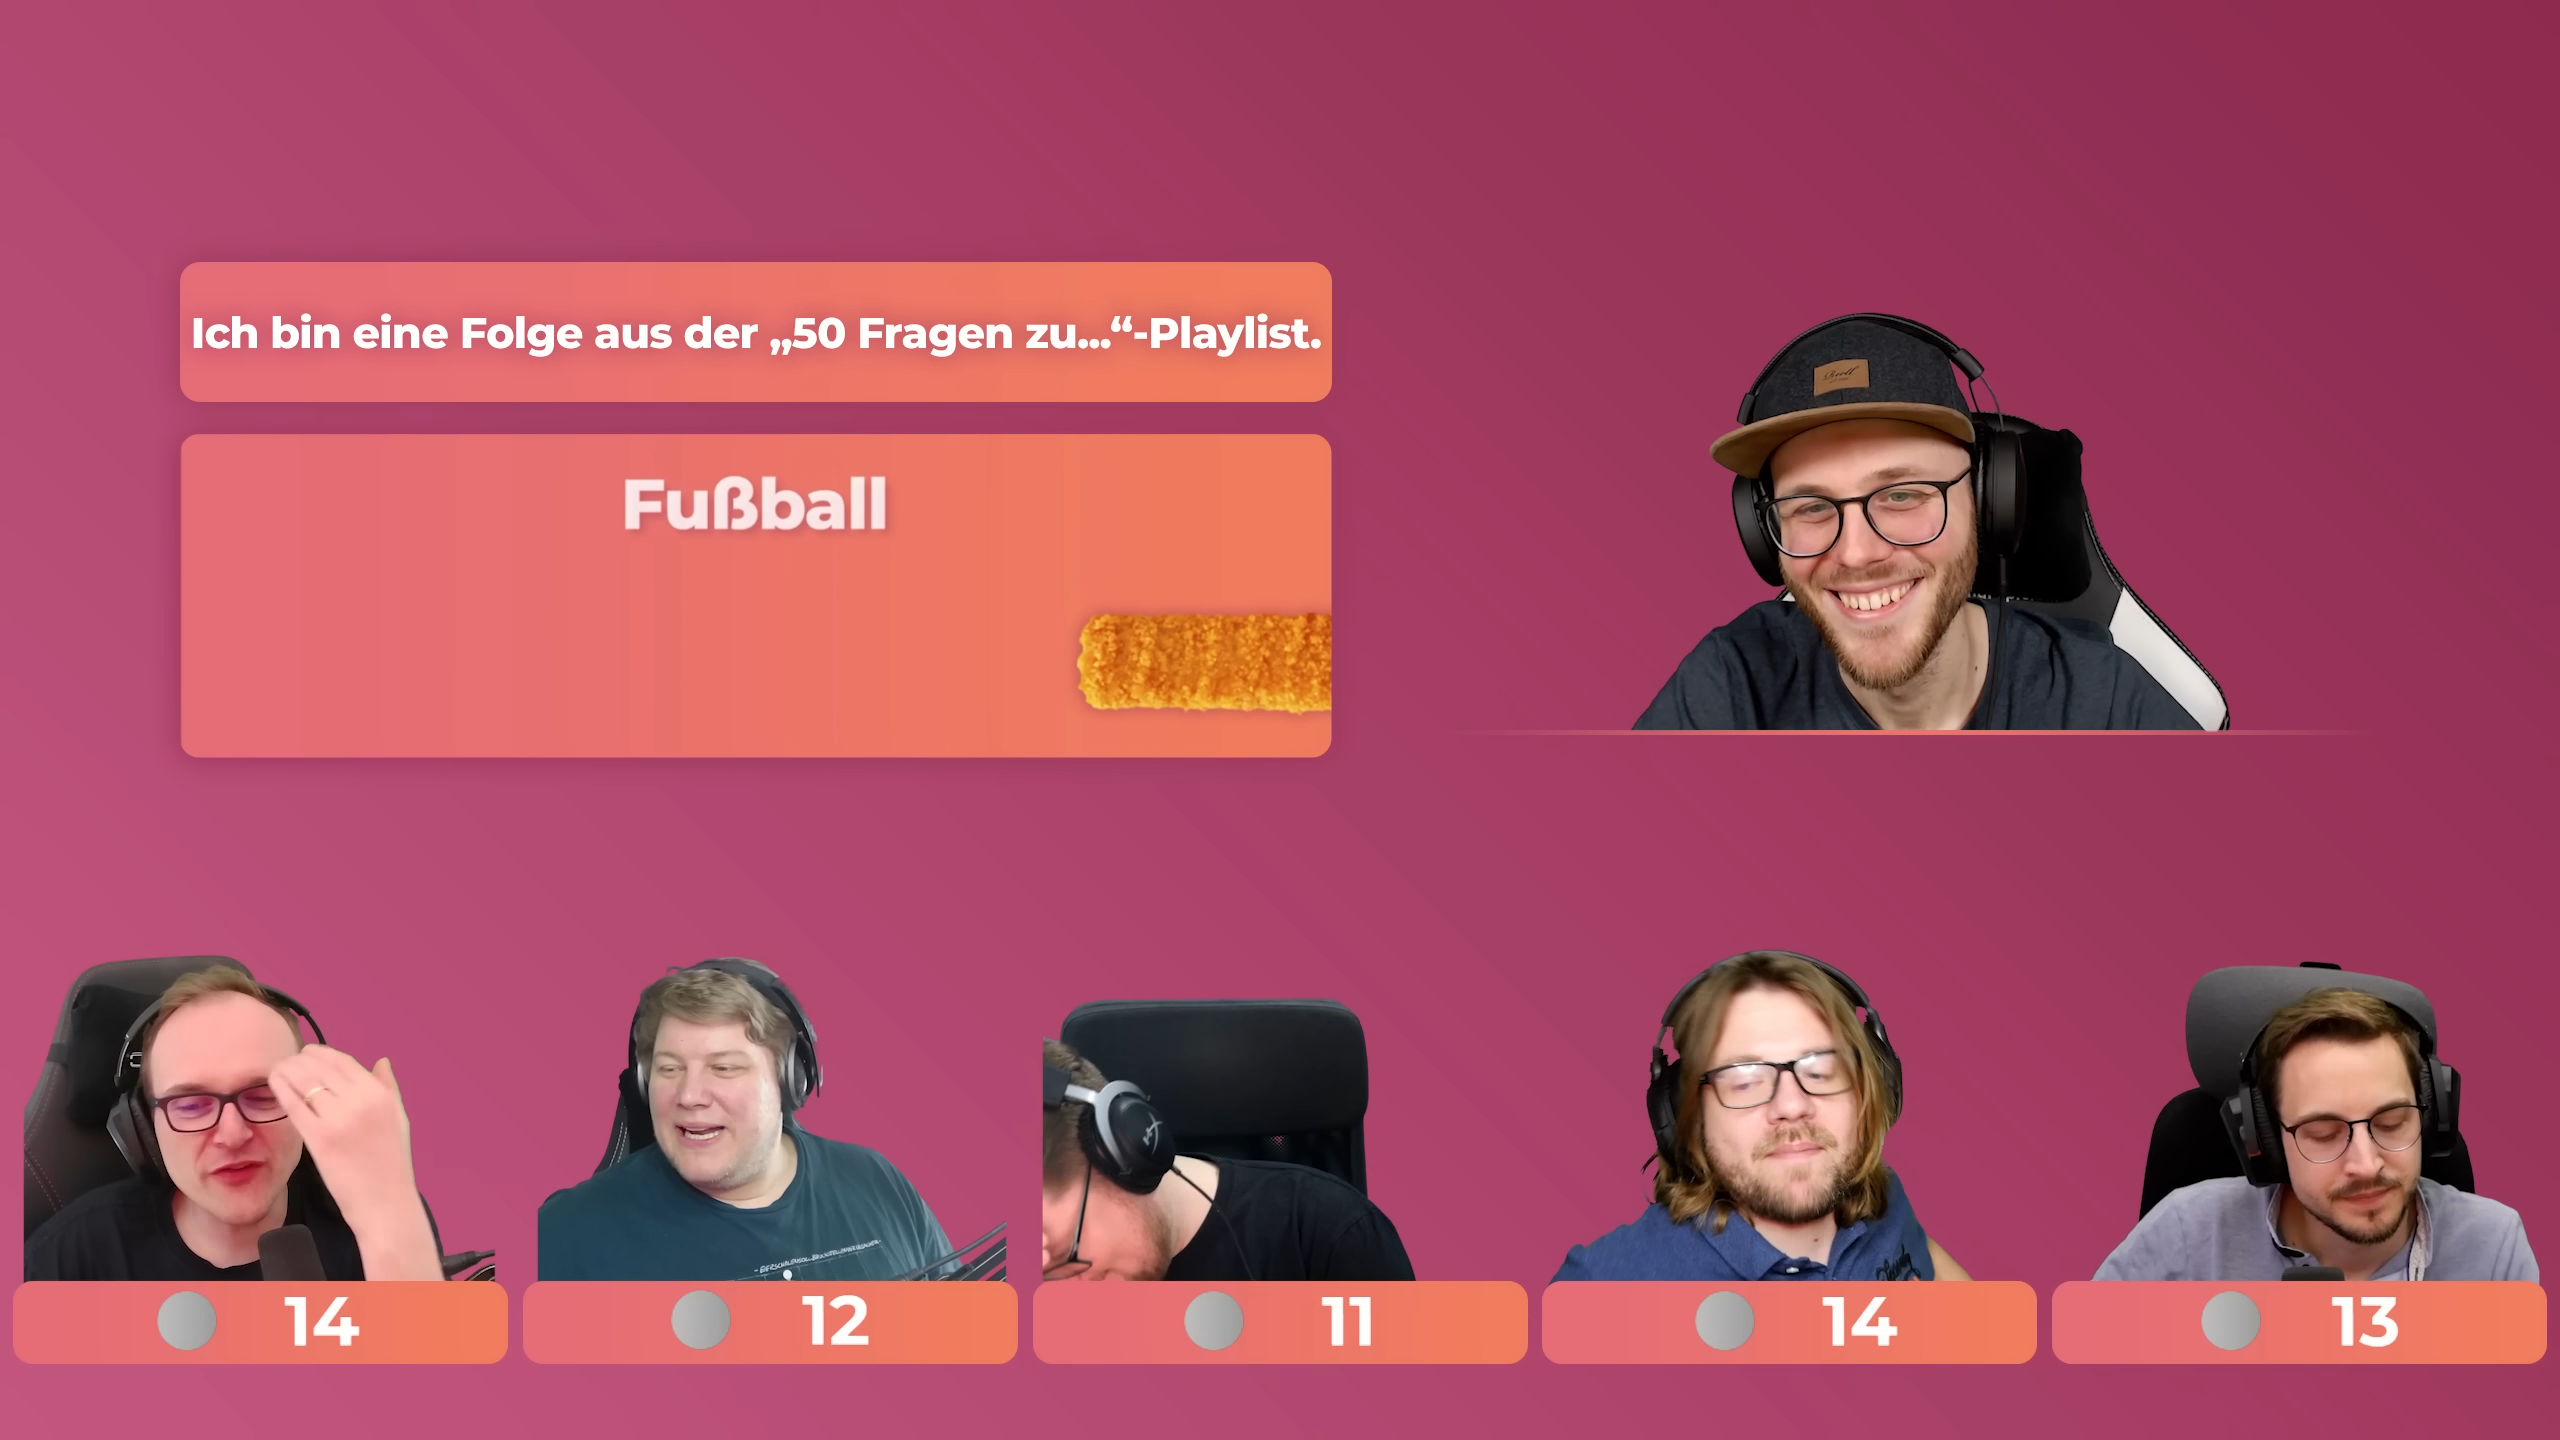 Ich bin eine Folge aus der „50 Fragen zu...“-Playlist.
Fußball
14
12
11
14
13